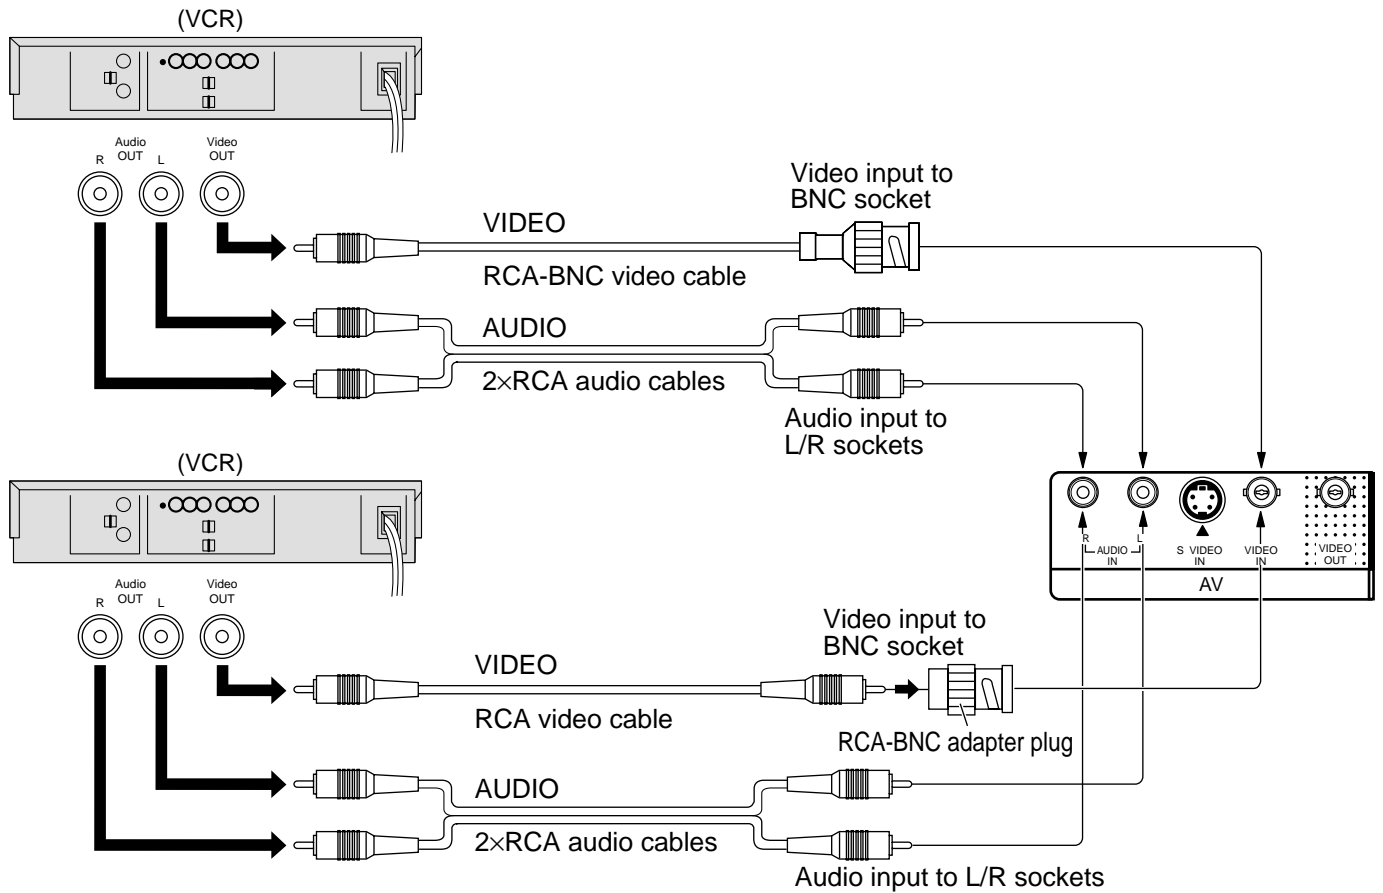 (VCR)
Audio
OUT
R
L
Video
OUT
Video input to
BNC socket
VIDEO
RCA-BNC video cable
AUDIO
2×RCA audio cables
Audio input to
L/R sockets
(VCR)
Audio
OUT
R
L
Video
OUT
R
L
AUDIO
IN
S VIDEO
IN
VIDEO
IN
VIDEO
OUT
AV
Video input to
BNC socket
VIDEO
RCA video cable
RCA-BNC adapter plug
AUDIO
2×RCA audio cables
Audio input to L/R sockets